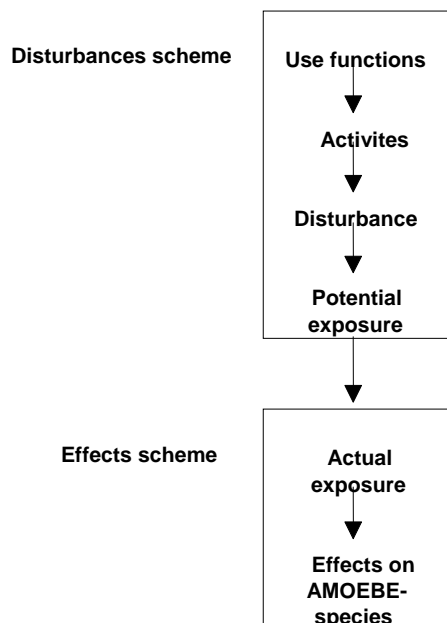 Disturbances scheme
Use functions
Activites
Disturbance
Potential
exposure
Effects scheme
Actual
exposure
Effects on
AMOEBE-
species